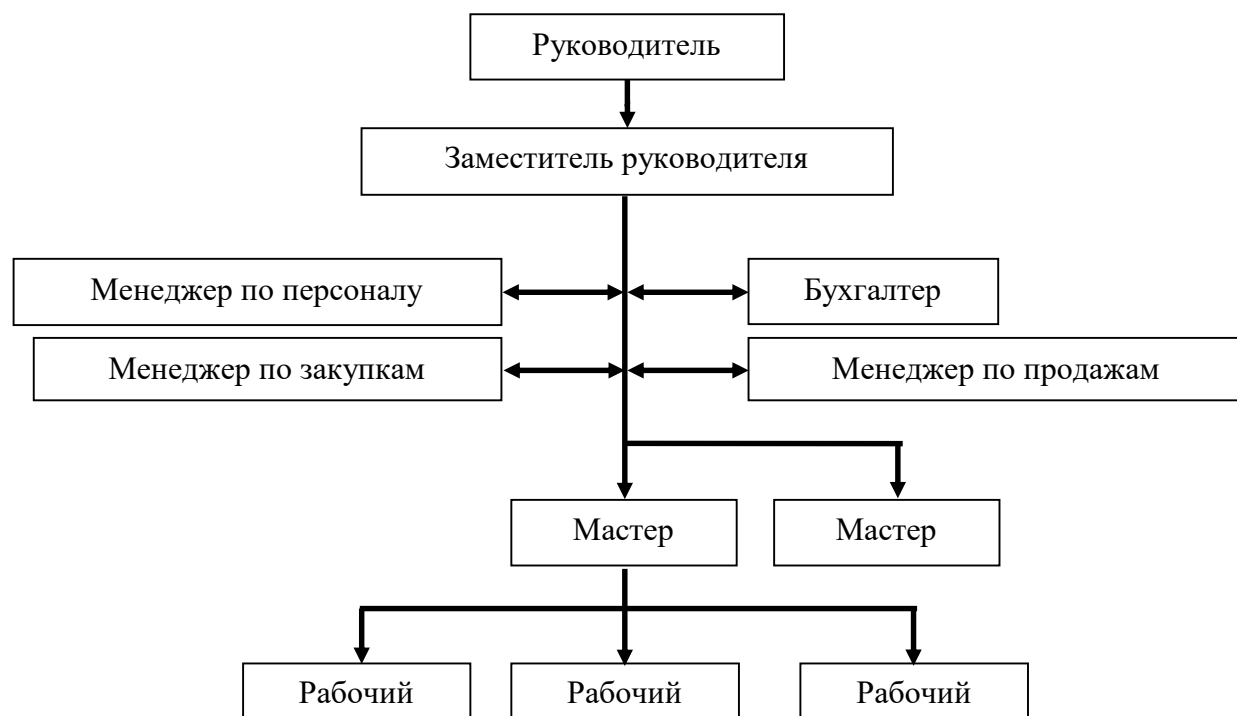 Руководитель
Заместитель руководителя
Менеджер по персоналу
Бухгалтер
Менеджер по закупкам
Менеджер по продажам
Мастер
Мастер
Рабочий
Рабочий
Рабочий